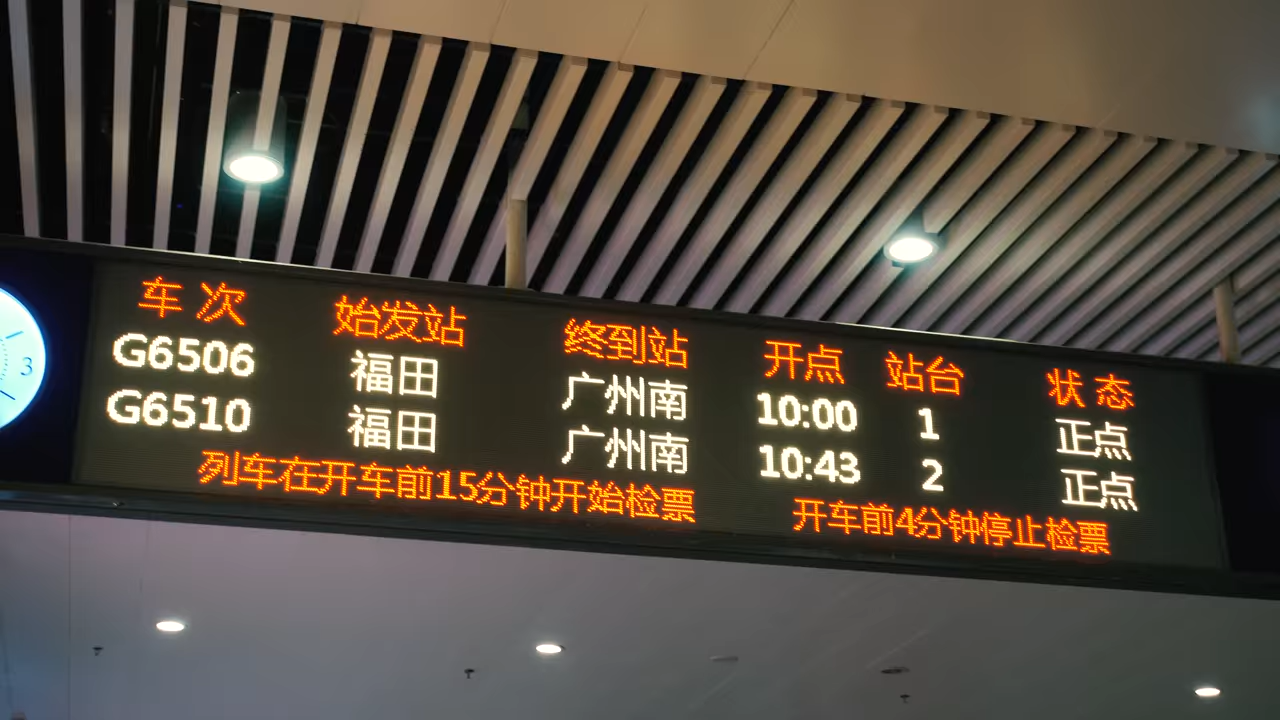 车次 始发站 终到站 开点 站台 状态
G6506 福田 广州南 10:00 1 正点
G6510 福田 广州南 10:43 2 正点
列车在开车前15分钟开始检票 开车前4分钟停止检票
3